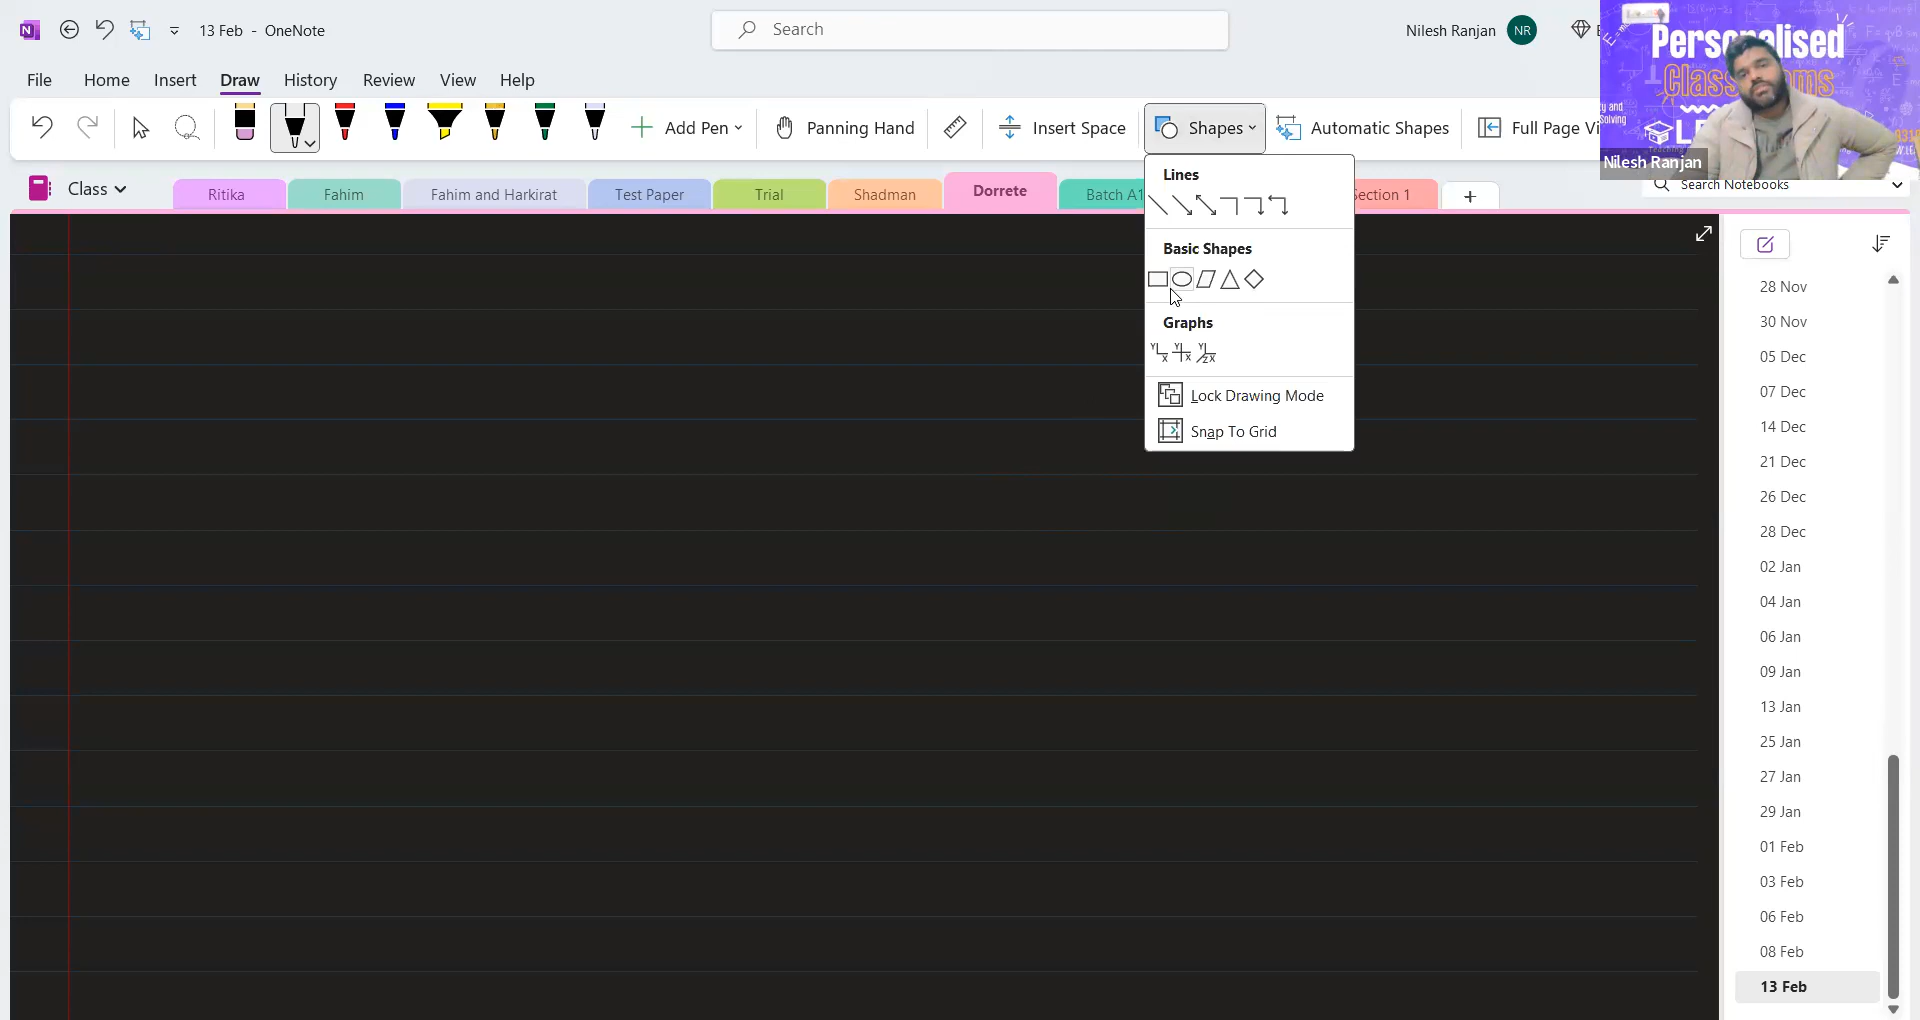 13 Feb - OneNote
Search
Nilesh Ranjan NR
File Home Insert Draw History Review View Help
Add Pen Panning Hand Insert Space Shapes Automatic Shapes Full Page Vi
Class Ritika Fahim Fahim and Harkirat Test Paper Trial Shadman Dorrete Batch A1 Section 1 +
Search Notebooks
Lines
Basic Shapes
Graphs
Y X Y X Y Z X
Lock Drawing Mode
Snap To Grid
Personalised
Nilesh Ranjan
28 Nov
30 Nov
05 Dec
07 Dec
14 Dec
21 Dec
26 Dec
28 Dec
02 Jan
04 Jan
06 Jan
09 Jan
13 Jan
25 Jan
27 Jan
29 Jan
01 Feb
03 Feb
06 Feb
08 Feb
13 Feb